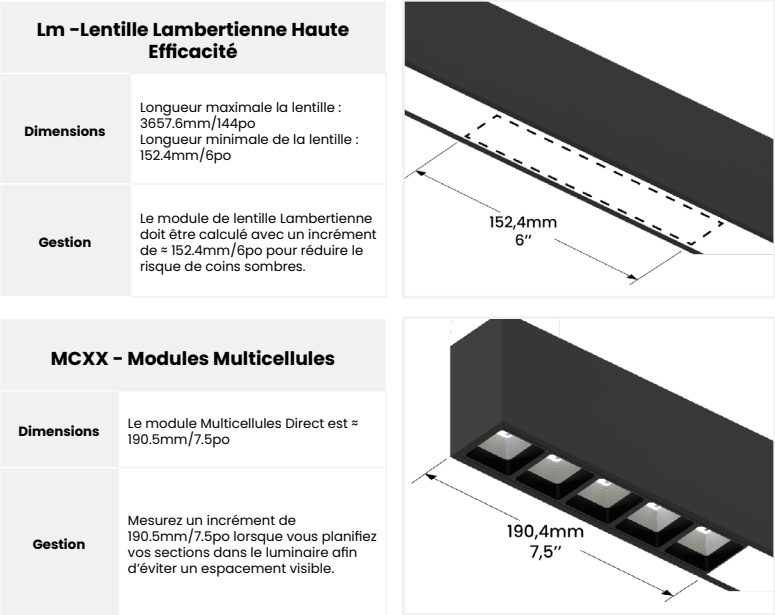 Lm -Lentille Lambertienne Haute
Efficacité
Dimensions
Longueur maximale la lentille :
3657.6mm/144po
Longueur minimale de la lentille :
152.4mm/6po
Gestion
Le module de lentille Lambertienne
doit être calculé avec un incrément
de ≈ 152.4mm/6po pour réduire le
risque de coins sombres.
152,4mm
6’’
MCXX - Modules Multicellules
Dimensions
Le module Multicellules Direct est ≈
190.5mm/7.5po
Gestion
Mesurez un incrément de
190.5mm/7.5po lorsque vous planifiez
vos sections dans le luminaire afin
d’éviter un espacement visible.
190,4mm
7,5’’